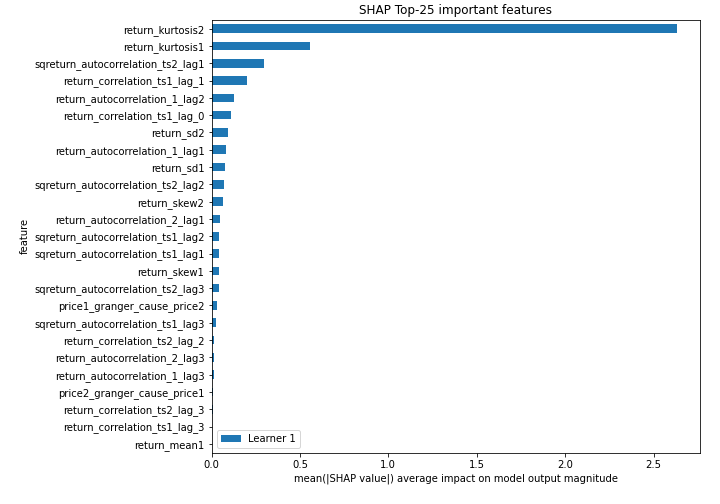 SHAP Top-25 important features
return_kurtosis2
return_kurtosis1
sqreturn_autocorrelation_ts2_lag1
return_correlation_ts1_lag_1
return_autocorrelation_1_lag2
return_correlation_ts1_lag_0
return_sd2
return_autocorrelation_1_lag1
return_sd1
sqreturn_autocorrelation_ts2_lag2
return_skew2
return_autocorrelation_2_lag1
sqreturn_autocorrelation_ts1_lag2
sqreturn_autocorrelation_ts1_lag1
return_skew1
sqreturn_autocorrelation_ts2_lag3
price1_granger_cause_price2
sqreturn_autocorrelation_ts1_lag3
return_correlation_ts2_lag_2
return_autocorrelation_2_lag3
return_autocorrelation_1_lag3
price2_granger_cause_price1
return_correlation_ts2_lag_3
return_correlation_ts1_lag_3
return_mean1
feature
Learner 1
0.0 0.5 1.0 1.5 2.0 2.5
mean(|SHAP value|) average impact on model output magnitude